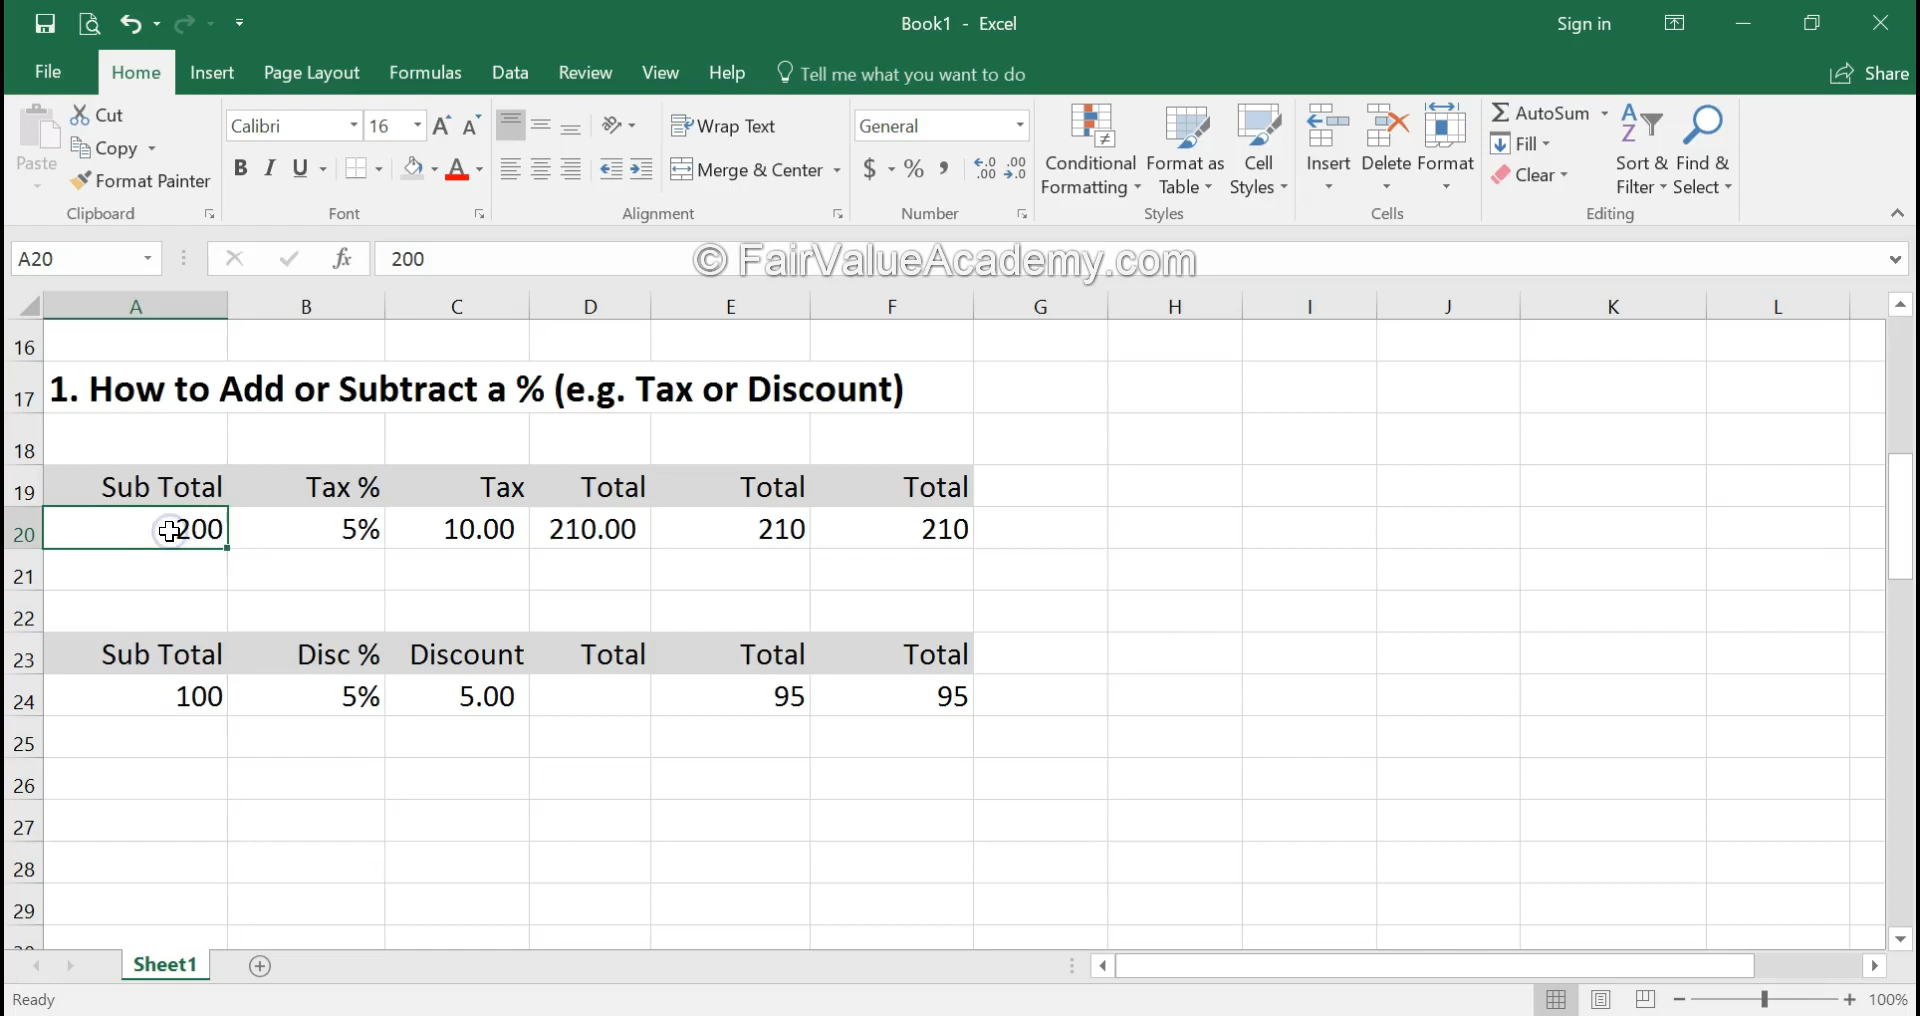 Book1 - Excel
Sign in
File Home Insert Page Layout Formulas Data Review View Help Tell me what you want to do
Share
Paste
Cut
Copy
Format Painter
Clipboard
Calibri 16
B I U A
Font
Wrap Text
Merge & Center
Alignment
General
$ % , .0 .00 .00 .0
Number
Conditional Formatting
Format as Table
Cell Styles
Styles
Insert Delete Format
Cells
AutoSum
Fill
Clear
Sort & Filter
Find & Select
Editing
A20 fx 200
© FairValueAcademy.com
A B C D E F G H I J K L
16
17 1. How to Add or Subtract a % (e.g. Tax or Discount)
18
19 Sub Total Tax % Tax Total Total Total
20 200 5% 10.00 210.00 210 210
21
22
23 Sub Total Disc % Discount Total Total Total
24 100 5% 5.00 95 95
25
26
27
28
29
Sheet1
Ready
100%